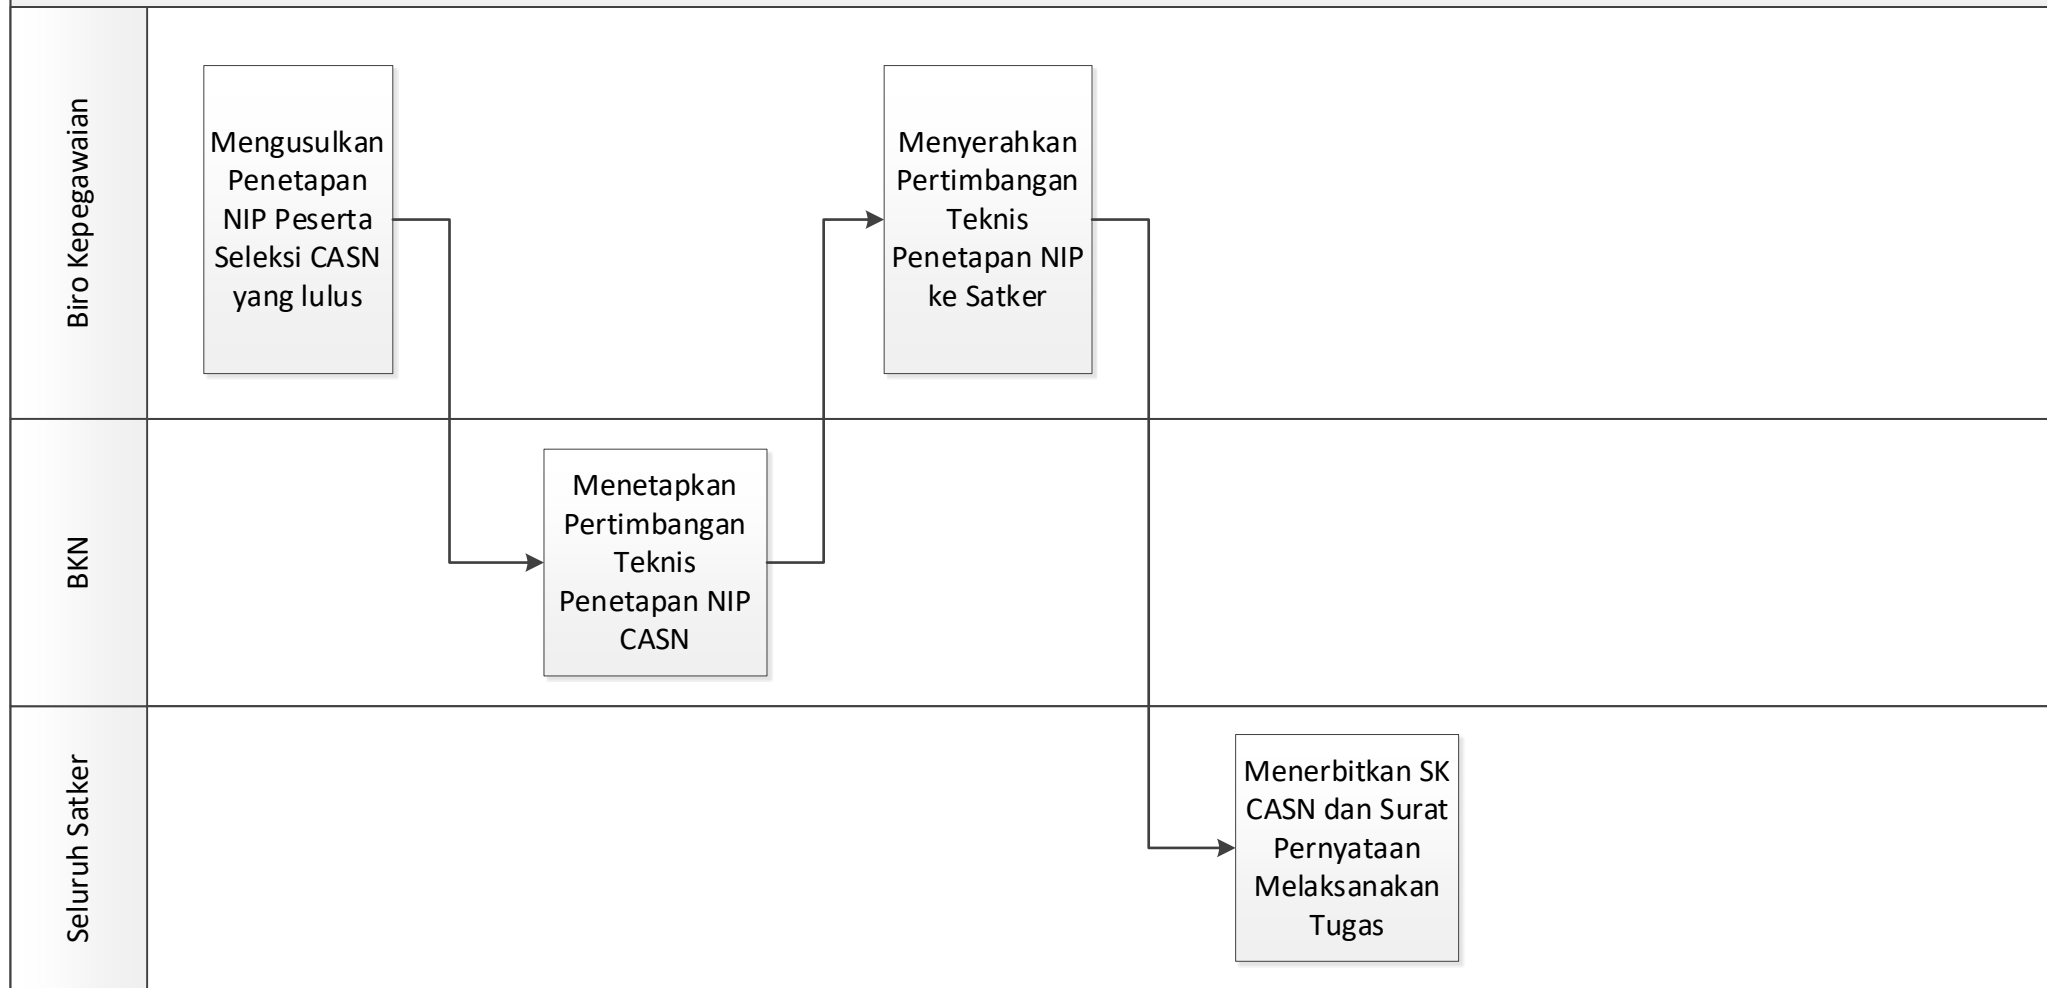 Biro Kepegawaian
Mengusulkan
Penetapan
NIP Peserta
Seleksi CASN
yang lulus
Menyerahkan
Pertimbangan
Teknis
Penetapan NIP
ke Satker
BKN
Menetapkan
Pertimbangan
Teknis
Penetapan NIP
CASN
Seluruh Satker
Menerbitkan SK
CASN dan Surat
Pernyataan
Melaksanakan
Tugas